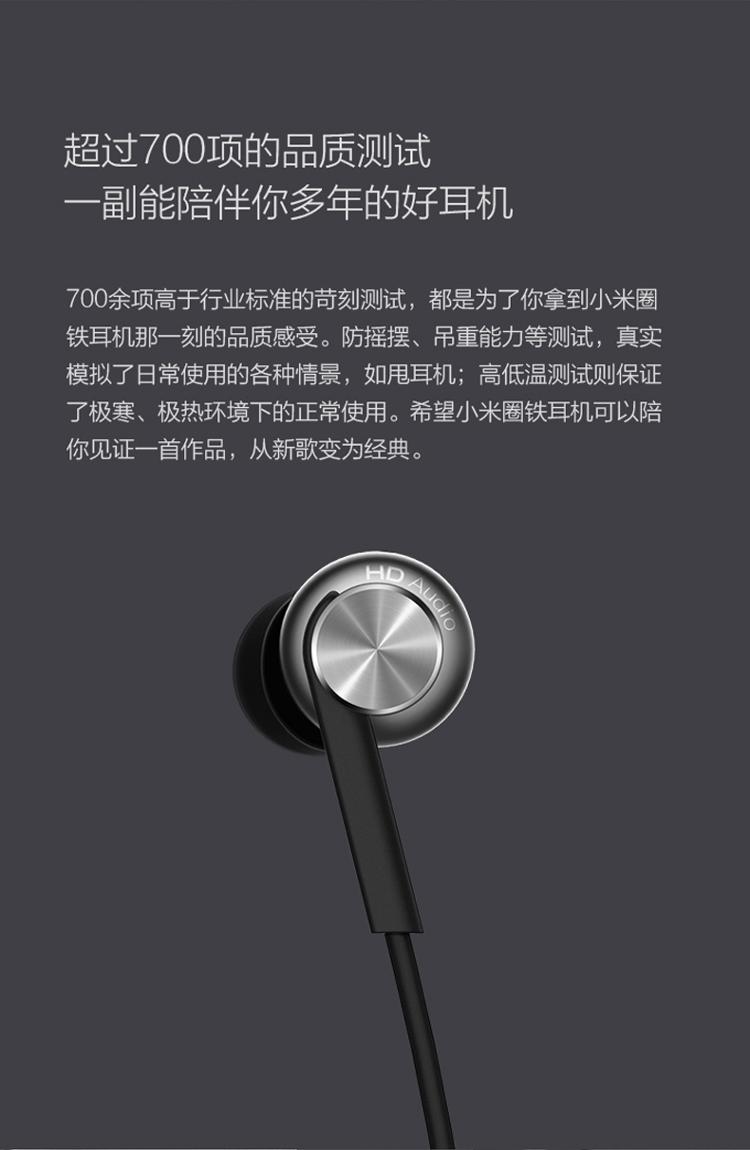 超过700项的品质测试
一副能陪伴你多年的好耳机
700余项高于行业标准的苛刻测试，都是为了你拿到小米圈
铁耳机那一刻的品质感受。防摇摆、吊重能力等测试，真实
模拟了日常使用的各种情景，如甩耳机；高低温测试则保证
了极寒、极热环境下的正常使用。希望小米圈铁耳机可以陪
你见证一首作品，从新歌变为经典。
HD Audio